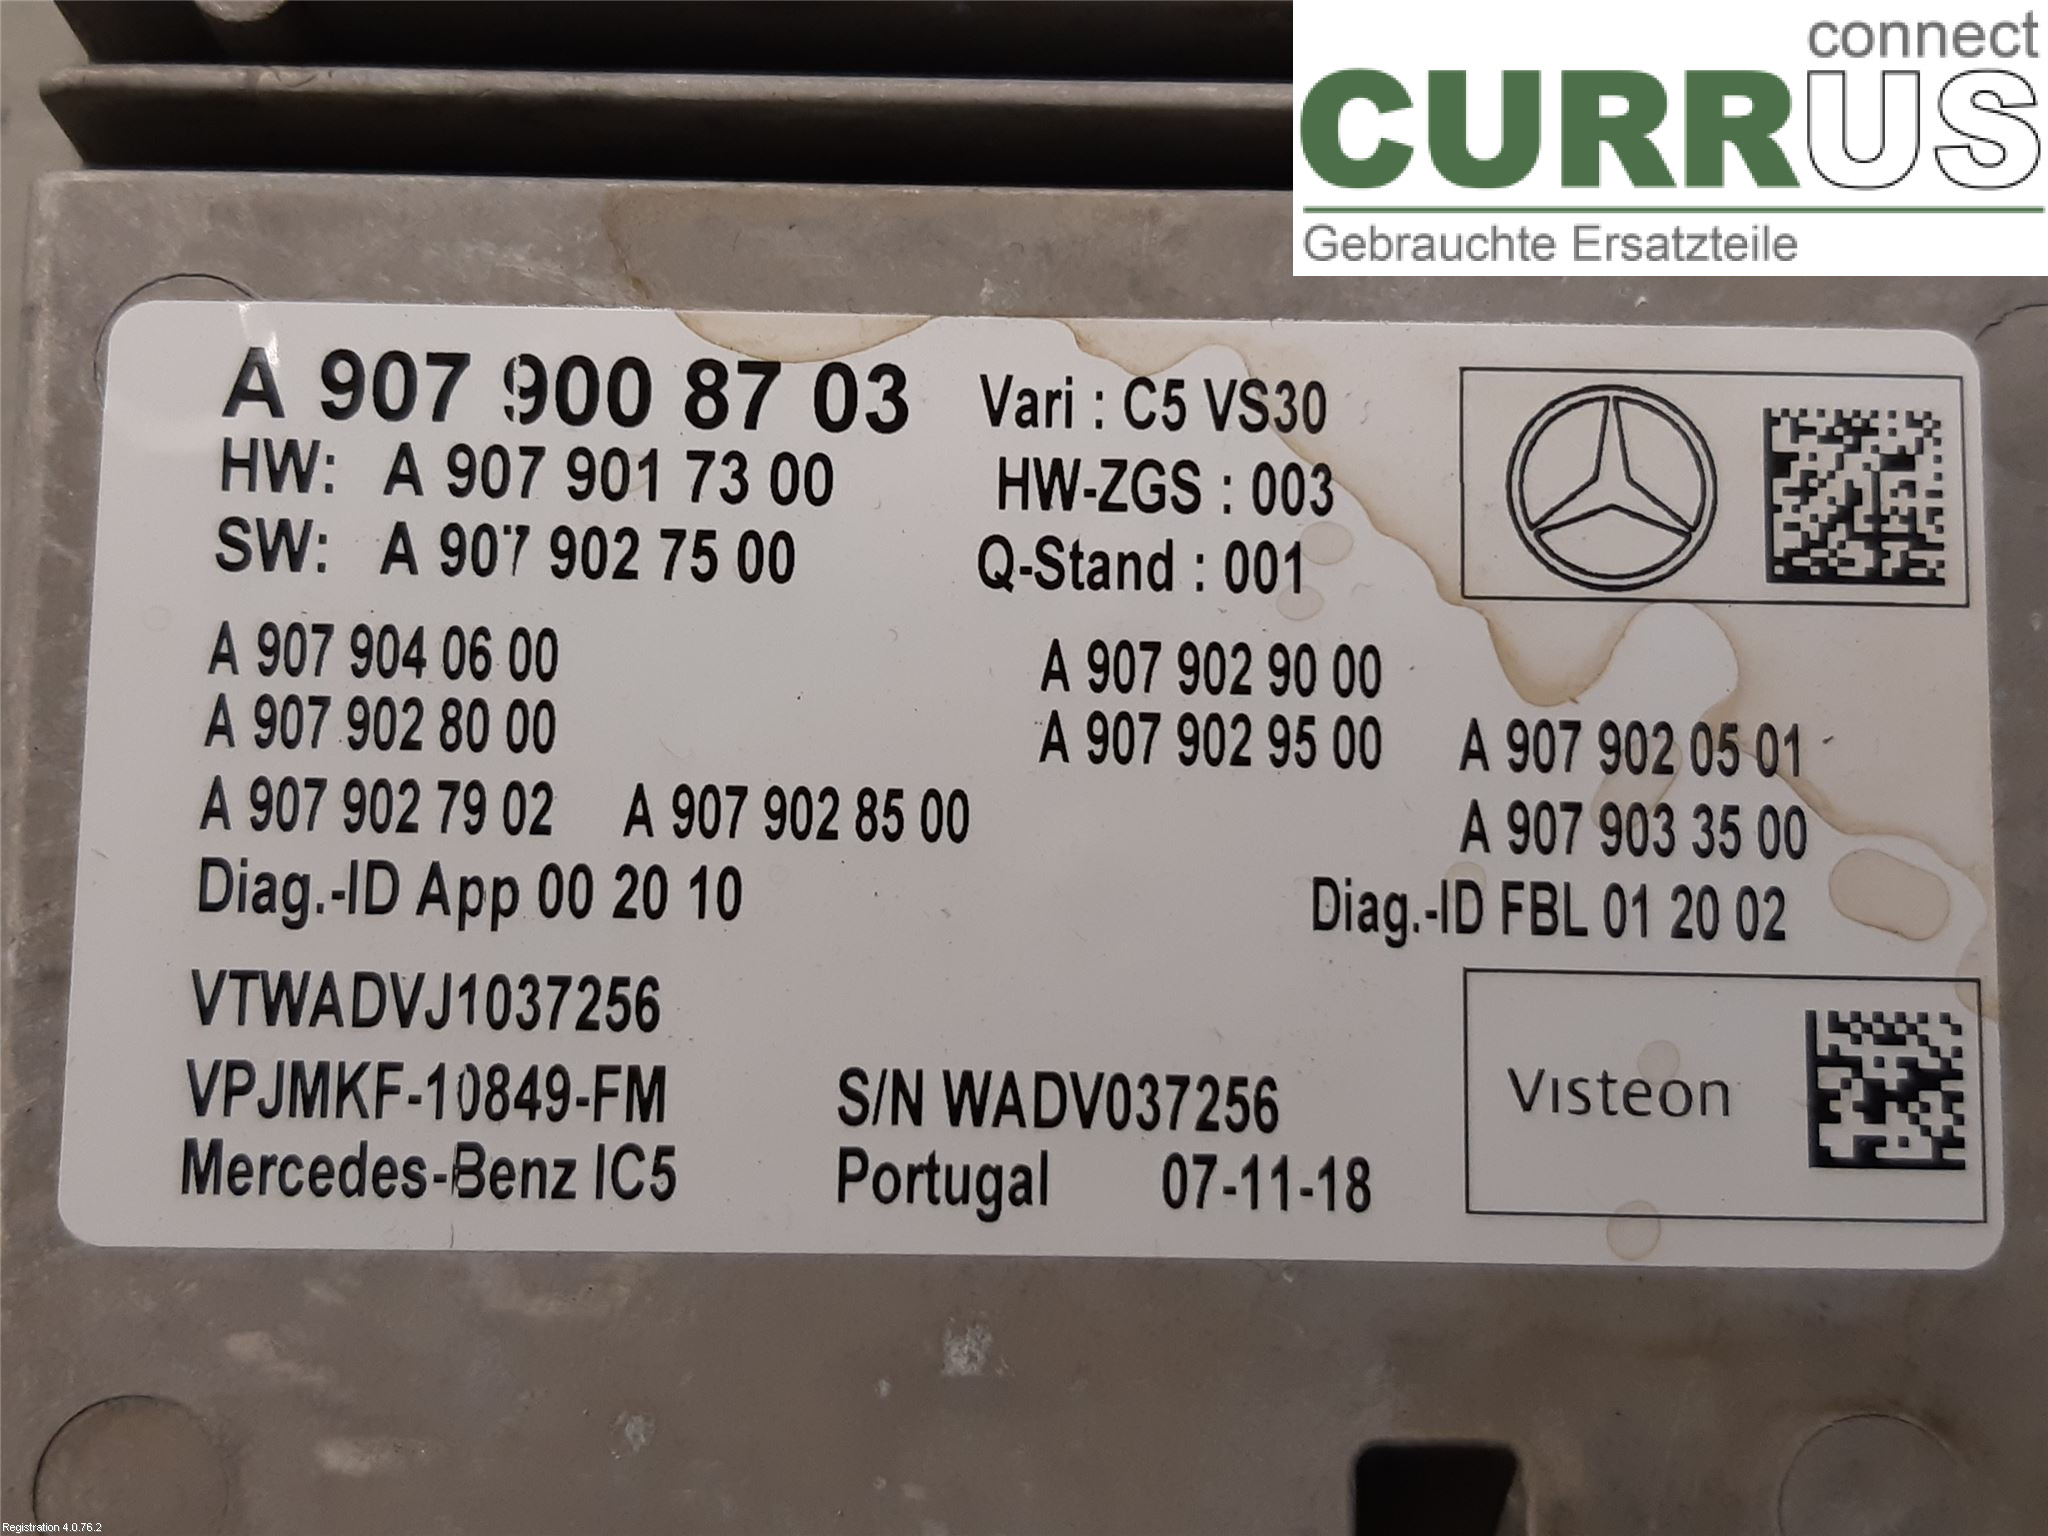 connect
CURRUS
Gebrauchte Ersatzteile
A 907 900 87 03 Vari : C5 VS30
HW: A 907 901 73 00 HW-ZGS : 003
SW: A 907 902 75 00 Q-Stand : 001
A 907 904 06 00 A 907 902 90 00
A 907 902 80 00 A 907 902 95 00 A 907 902 05 01
A 907 902 79 02 A 907 902 85 00 A 907 903 35 00
Diag.-ID App 00 20 10 Diag.-ID FBL 01 20 02
VTWADVJ1037256
Visteon
VPJMKF-10849-FM S/N WADV037256
Mercedes-Benz IC5 Portugal 07-11-18
Registration 4.0.76.2